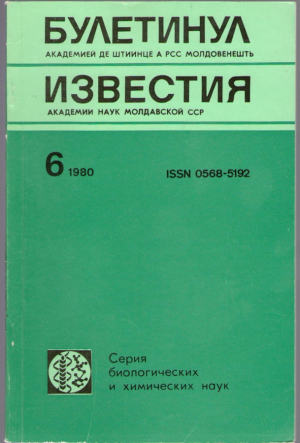 БУЛЕТИНУЛ
АКАДЕМИЕЙ ДЕ ШТИИНЦЕ А РСС МОЛДОВЕНЕШТЬ
ИЗВЕСТИЯ
АКАДЕМИИ НАУК МОЛДАВСКОЙ ССР
6 1980 ISSN 0568-5192
Серия
биологических
и химических наук